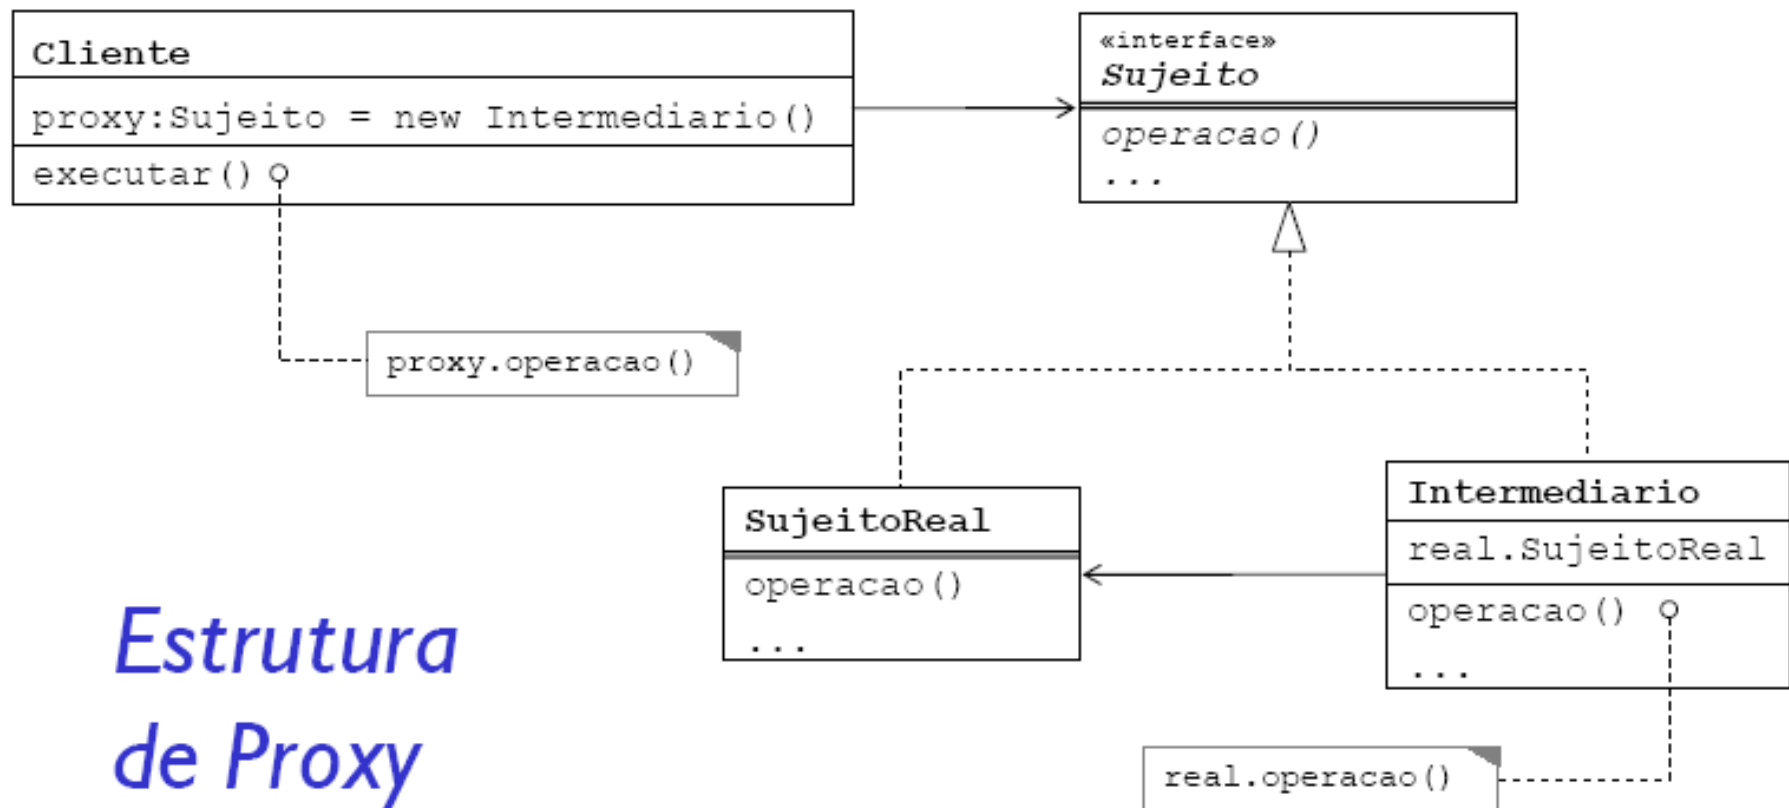 Cliente
proxy:Sujeito = new Intermediario()
executar()
«interface»
Sujeito
operacao()
...
proxy.operacao()
SujeitoReal
operacao()
...
Intermediario
real.SujeitoReal
operacao()
...
real.operacao()
Estrutura
de Proxy